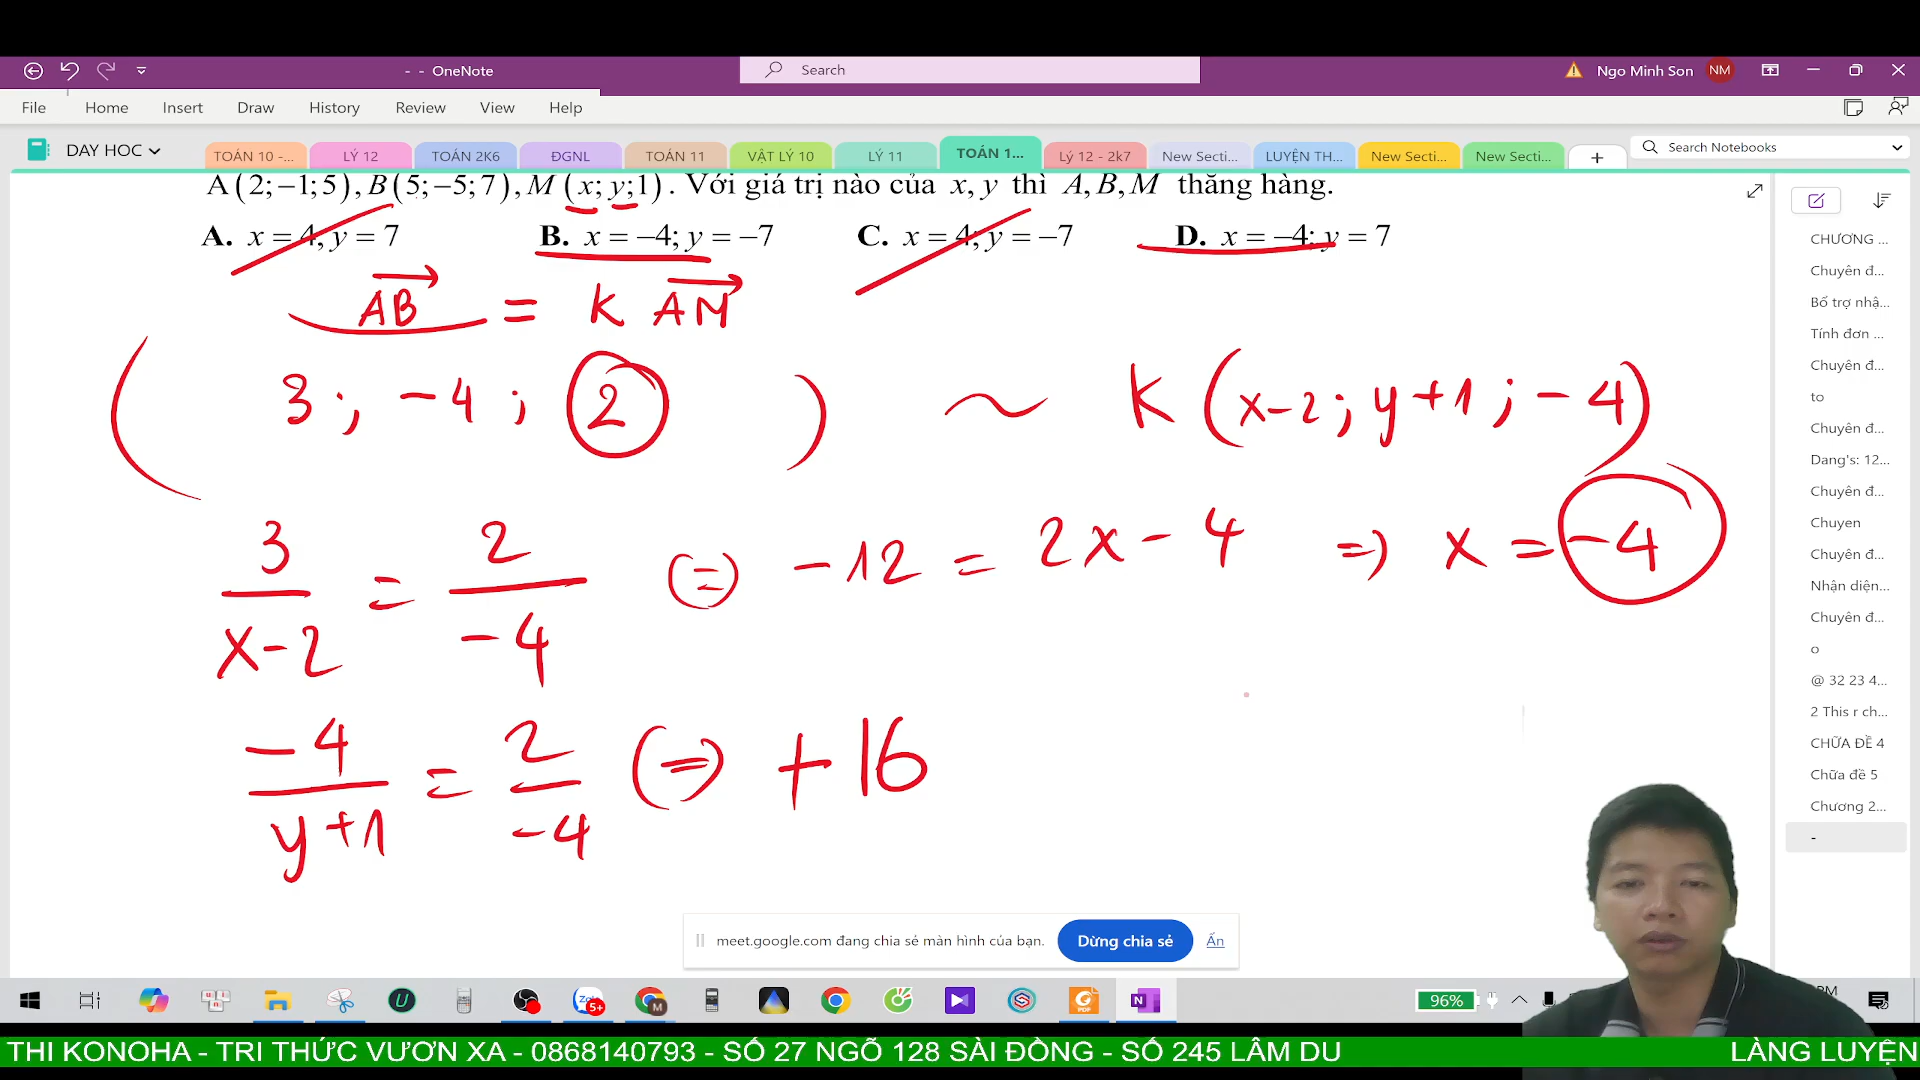 - - OneNote
Search
Ngo Minh Son NM
File Home Insert Draw History Review View Help
DAY HOC
TOÁN 10 -... LÝ 12 TOÁN 2K6 ĐGNL TOÁN 11 VẬT LÝ 10 LÝ 11 TOÁN 1... Lý 12 - 2k7 New Secti... LUYỆN TH... New Secti... New Secti... +
Search Notebooks
A(2;−1;5), B(5;−5;7), M(x;y;1). Với giá trị nào của x, y thì A, B, M thăng hàng.
A. x = 4; y = 7 B. x = −4; y = −7 C. x = 4; y = −7 D. x = −4; y = 7
AB = K AM
( 3 ; -4 ; 2 ) ~ K (x-2 ; y+1 ; -4)
3/(x-2) = 2/-4 (=) -12 = 2x - 4 => x = -4
-4/(y+1) = 2/-4 (=>) +16
CHƯƠNG ...
Chuyên đ...
Bổ trợ nhậ...
Tính đơn ...
Chuyên đ...
to
Chuyên đ...
Dang's: 12...
Chuyên đ...
Chuyen
Chuyên đ...
Nhận diện...
Chuyên đ...
o
@ 32 23 4...
2 This r ch...
CHỮA ĐỀ 4
Chữa đề 5
Chương 2...
-
meet.google.com đang chia sẻ màn hình của bạn. Dừng chia sẻ Ẩn
96%
THI KONOHA - TRI THỨC VƯƠN XA - 0868140793 - SỐ 27 NGÕ 128 SÀI ĐỒNG - SỐ 245 LÂM DU LÀNG LUYỆN